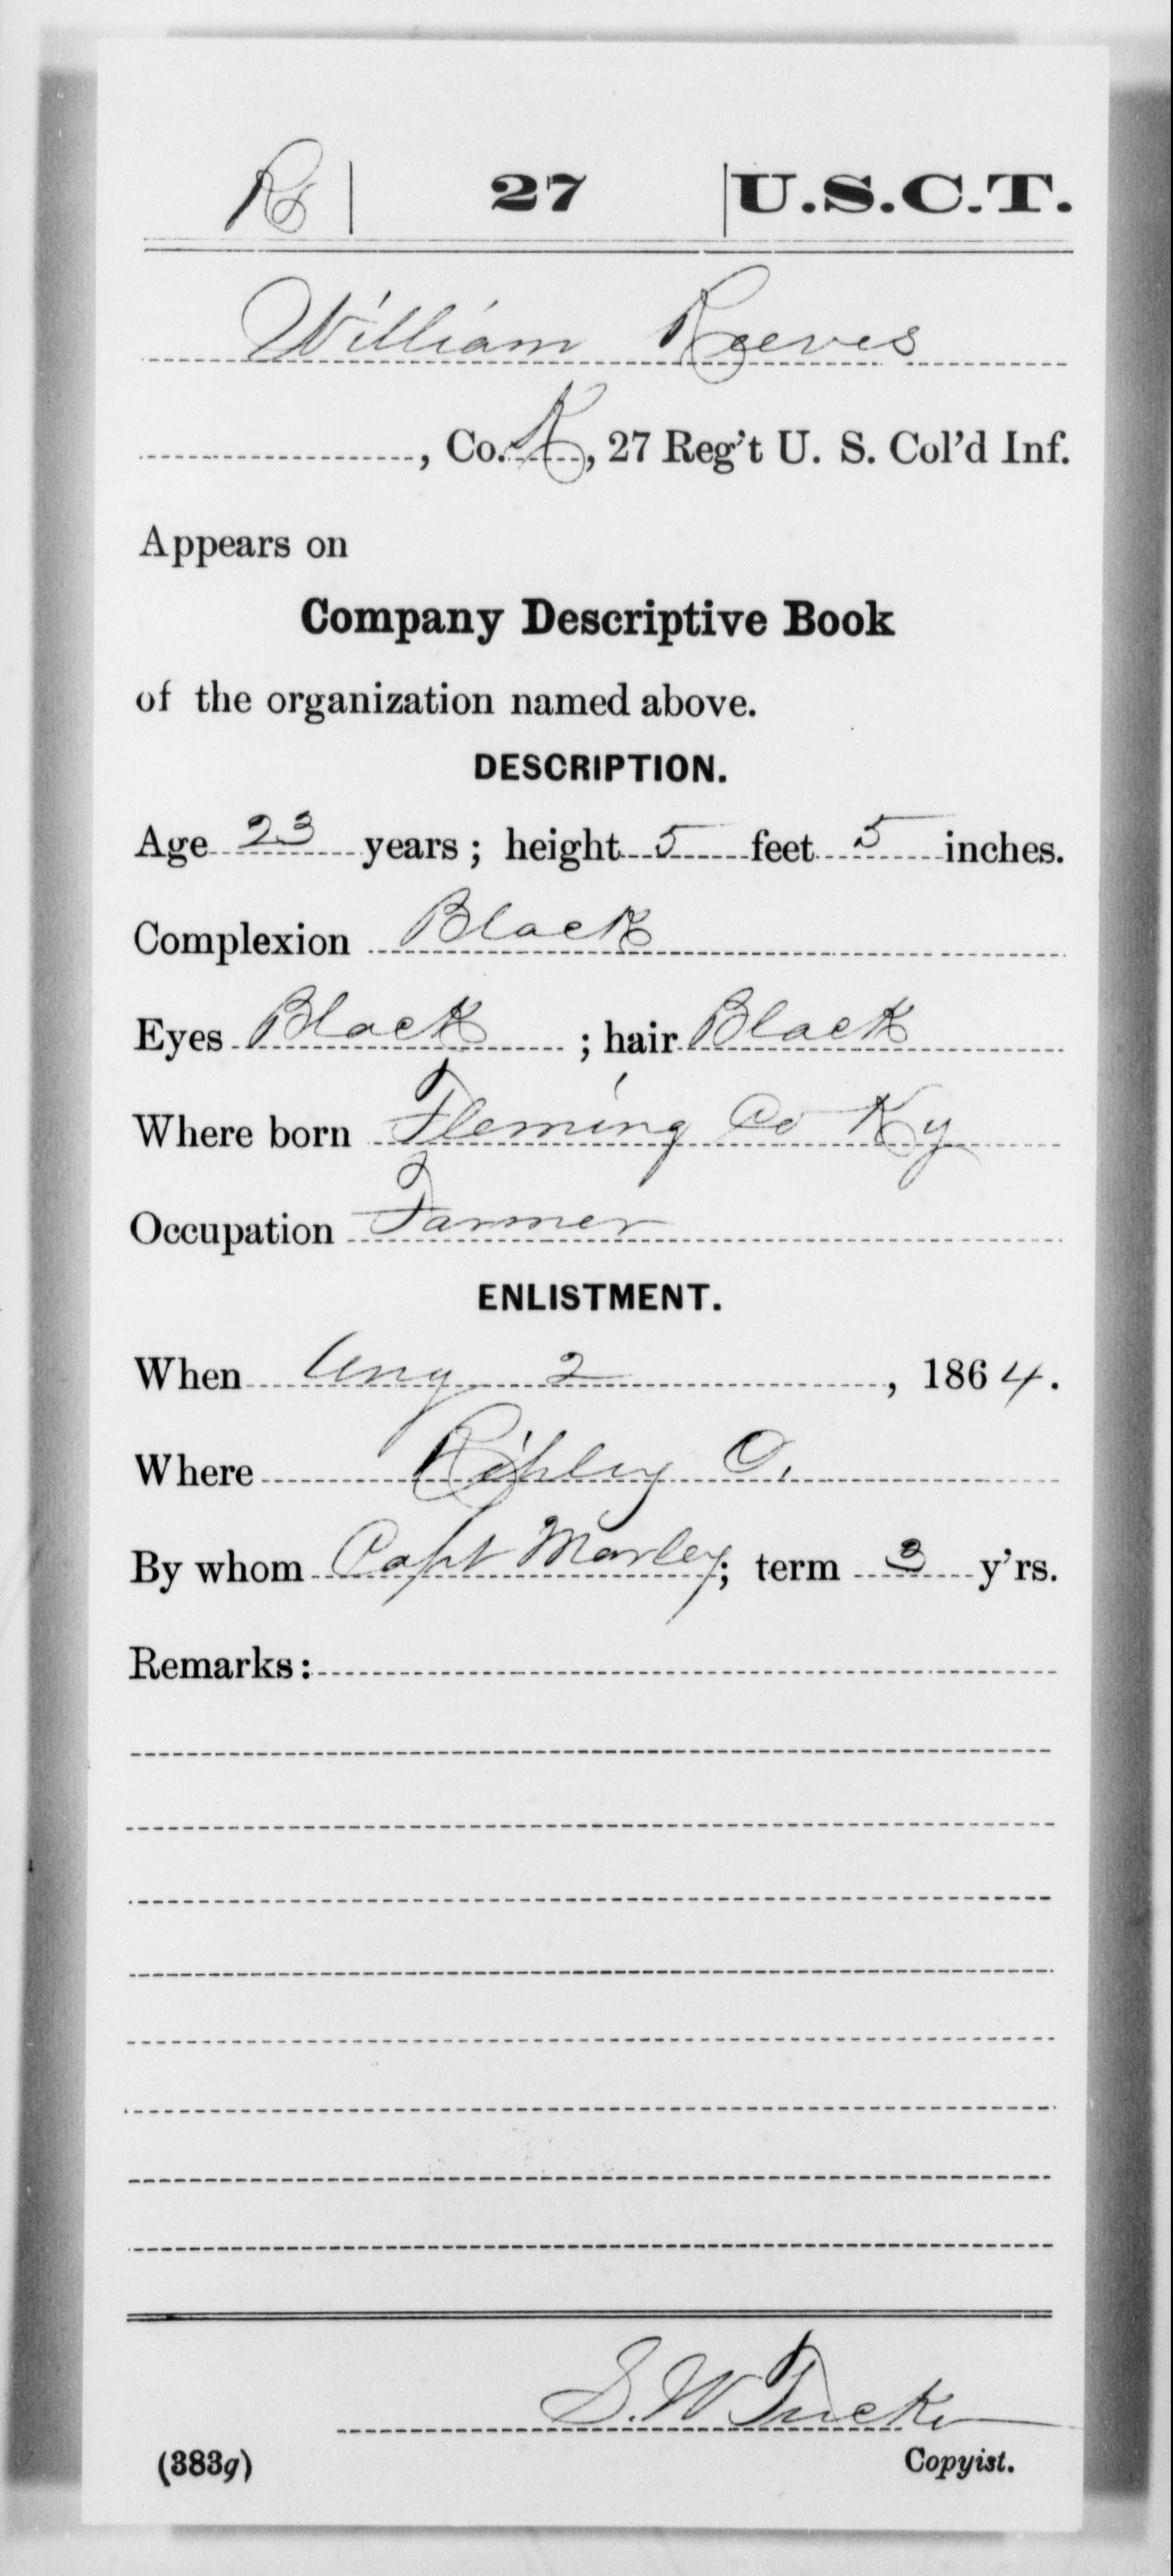 R | 27 | U.S.C.T.
William Reeves
, Co. K, 27 Reg't U. S. Col'd Inf.
Appears on
Company Descriptive Book
of the organization named above.
DESCRIPTION.
Age 23 years; height 5 feet 5 inches.
Complexion Black
Eyes Black ; hair Black
Where born Fleming Co Ky
Occupation Farmer
ENLISTMENT.
When Aug 2, 1864.
Where Ripley O.
By whom Capt Marley; term 3 y'rs.
Remarks:
S. W. Tucker
(383g) Copyist.